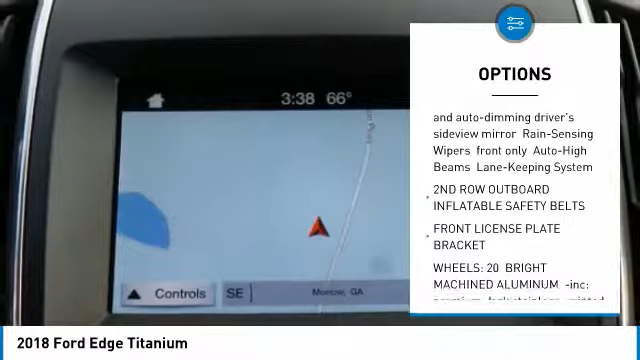 3:38 66°
Controls
SE
Morrow, GA
OPTIONS
and auto-dimming driver's
sideview mirror Rain-Sensing
Wipers front only Auto-High
Beams Lane-Keeping System
2ND ROW OUTBOARD
INFLATABLE SAFETY BELTS
FRONT LICENSE PLATE
BRACKET
WHEELS: 20 BRIGHT
MACHINED ALUMINUM -inc:
2018 Ford Edge Titanium